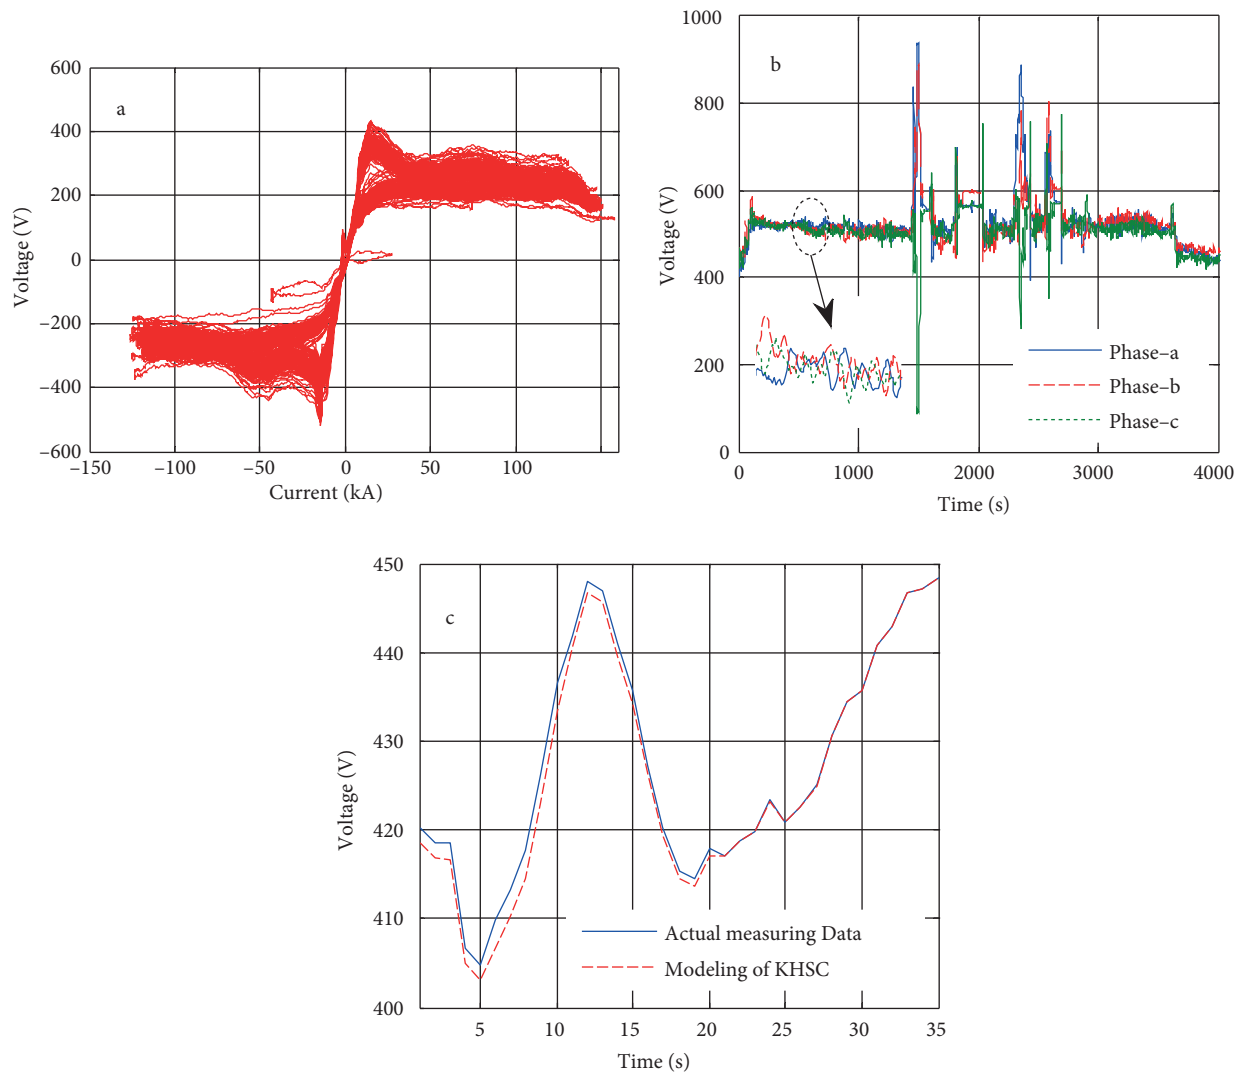 a
600
400
200
0
−200
−400
−600
Voltage (V)
−150
−100
−50
0
50
100
Current (kA)
b
1000
800
600
400
200
0
Voltage (V)
Phase−a
Phase−b
Phase−c
0
1000
2000
3000
4000
Time (s)
c
450
440
430
420
410
400
Voltage (V)
Actual measuring Data
Modeling of KHSC
5
10
15
20
25
30
35
Time (s)